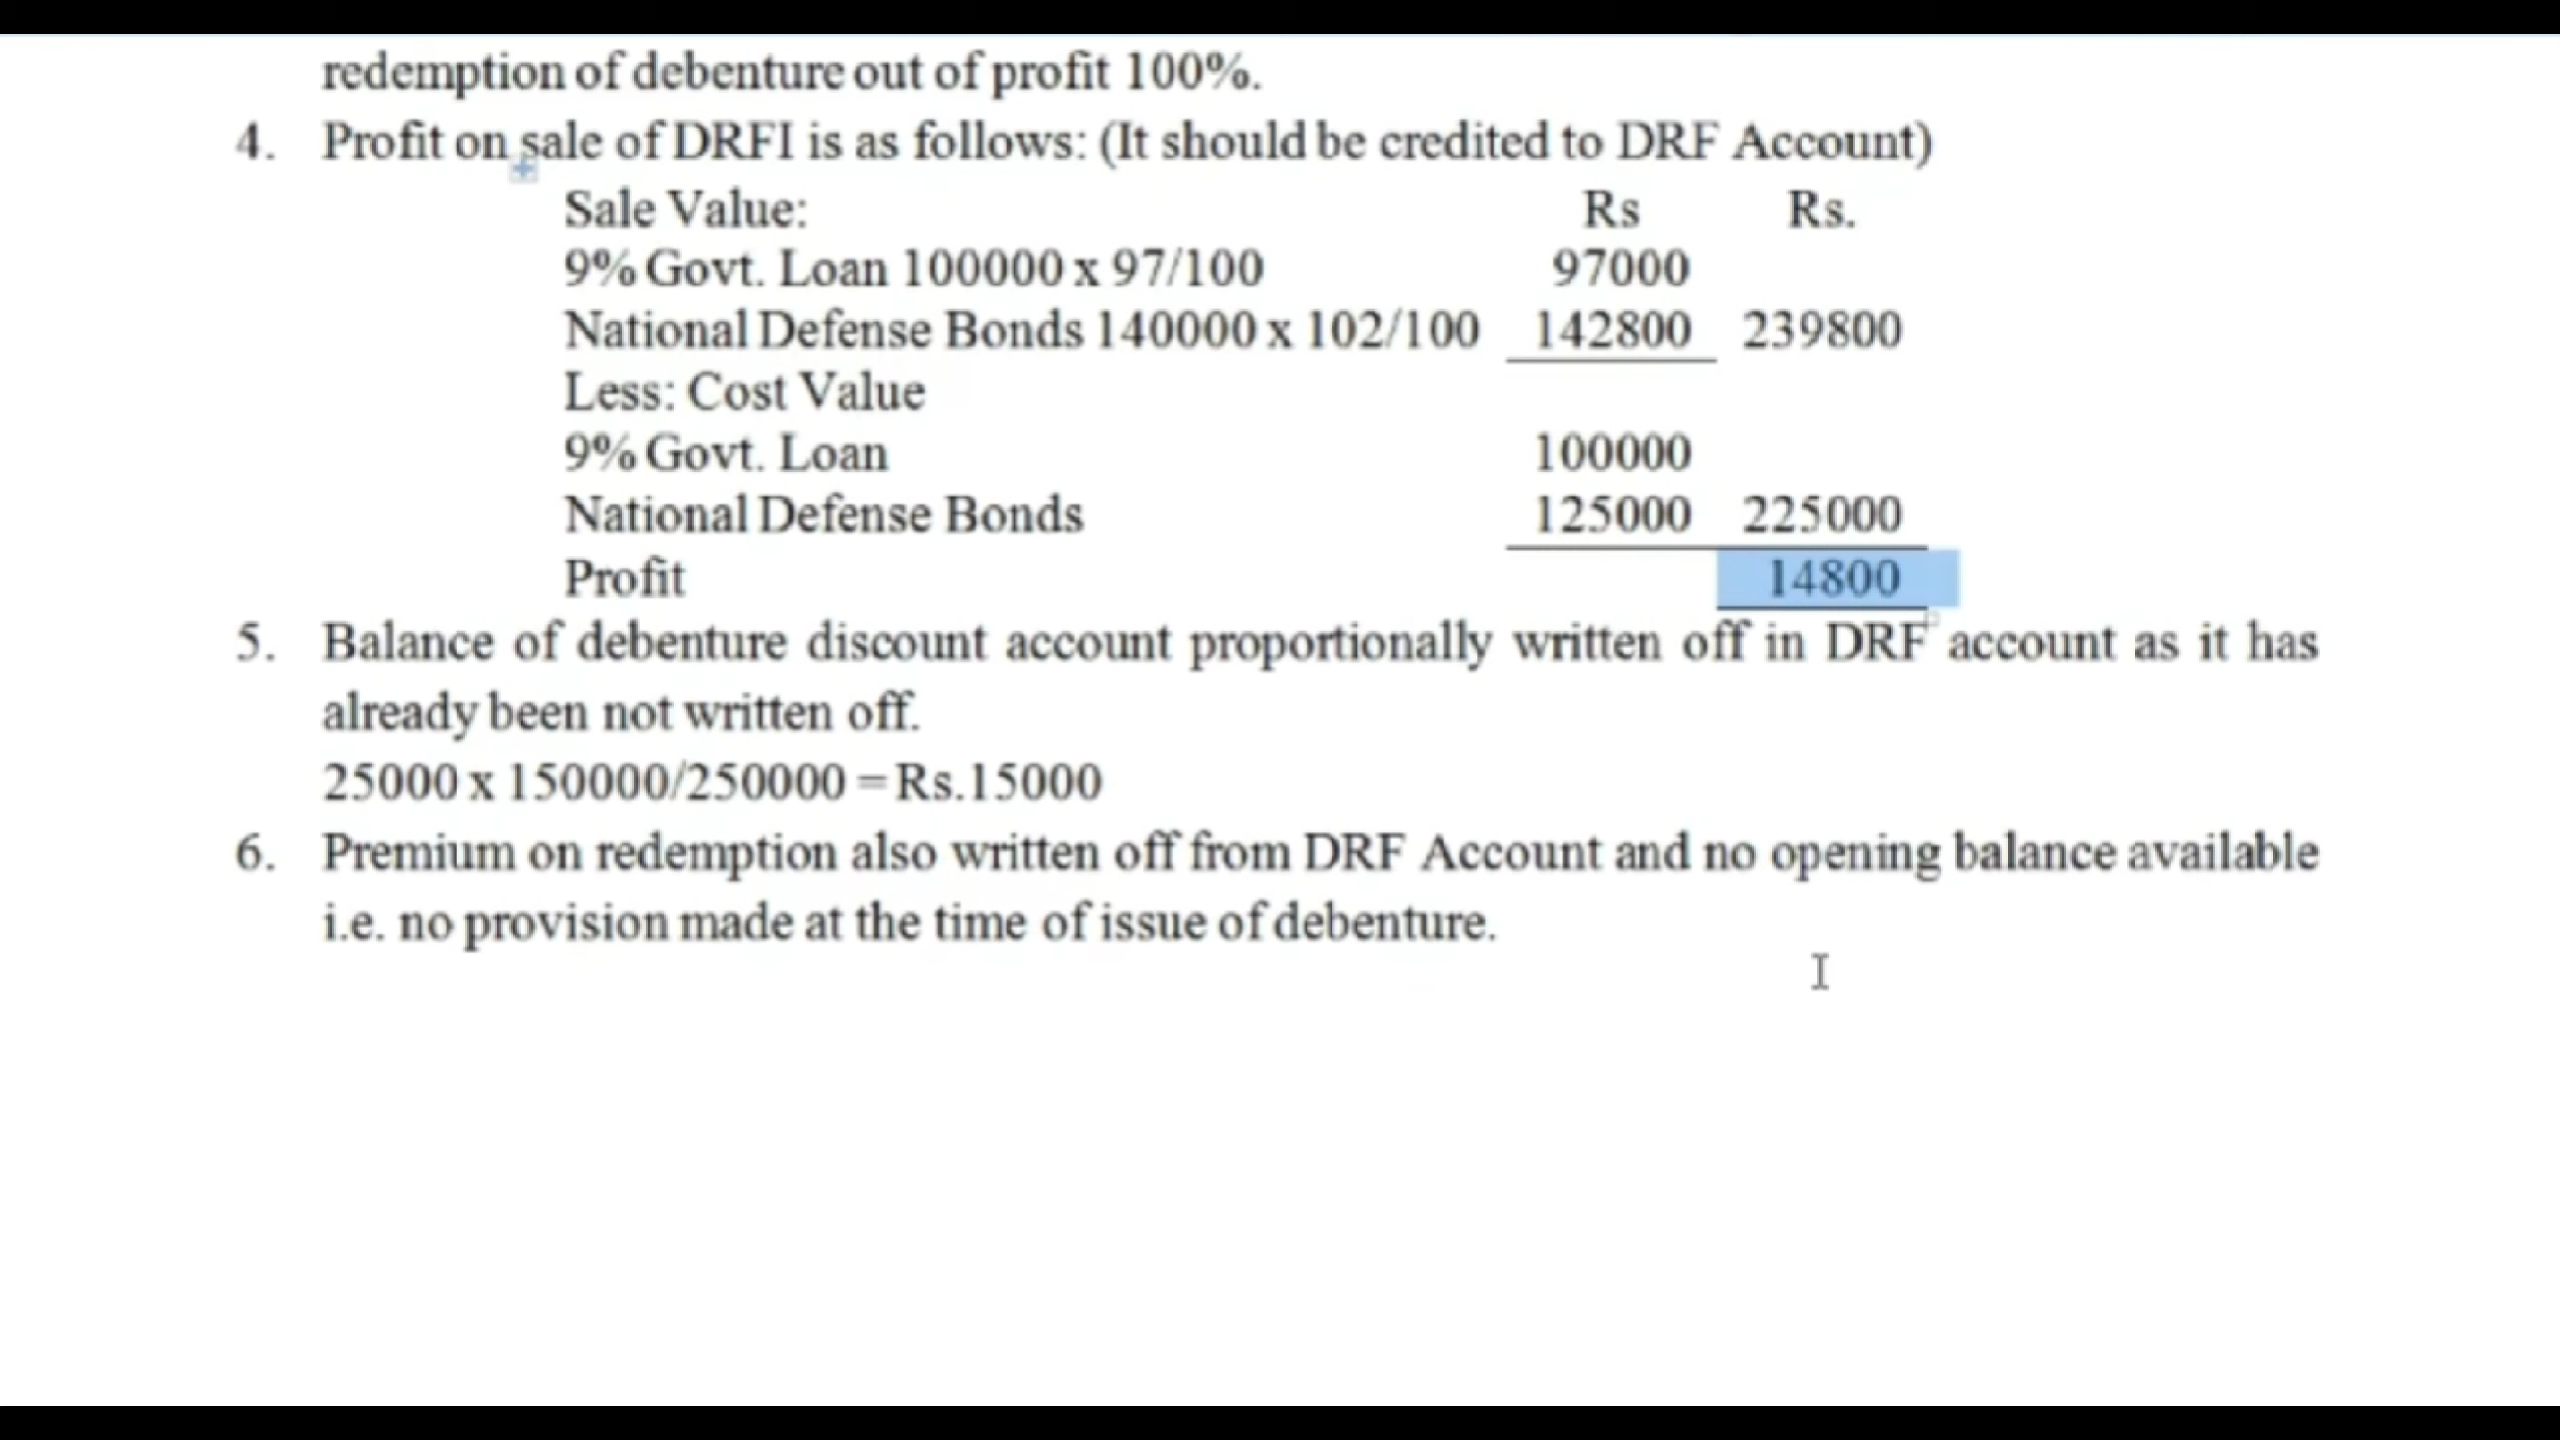 redemption of debenture out of profit 100%.
4. Profit on sale of DRFI is as follows: (It should be credited to DRF Account)
Sale Value: Rs Rs.
9% Govt. Loan 100000 x 97/100 97000
National Defense Bonds 140000 x 102/100 142800 239800
Less: Cost Value
9% Govt. Loan 100000
National Defense Bonds 125000 225000
Profit 14800
5. Balance of debenture discount account proportionally written off in DRF account as it has
already been not written off.
25000 x 150000/250000 = Rs.15000
6. Premium on redemption also written off from DRF Account and no opening balance available
i.e. no provision made at the time of issue of debenture.